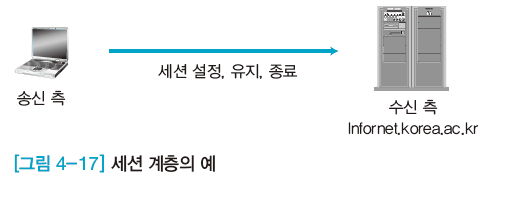 세션 설정, 유지, 종료
송신 측
수신 측
Infornet.korea.ac.kr
[그림 4-17] 세션 계층의 예